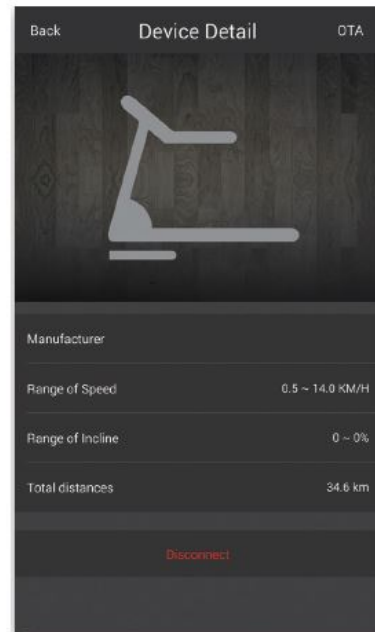 Back Device Detail OTA
Manufacturer
Range of Speed 0.5 ~ 14.0 KM/H
Range of Incline 0 ~ 0%
Total distances 34.6 km
Disconnect